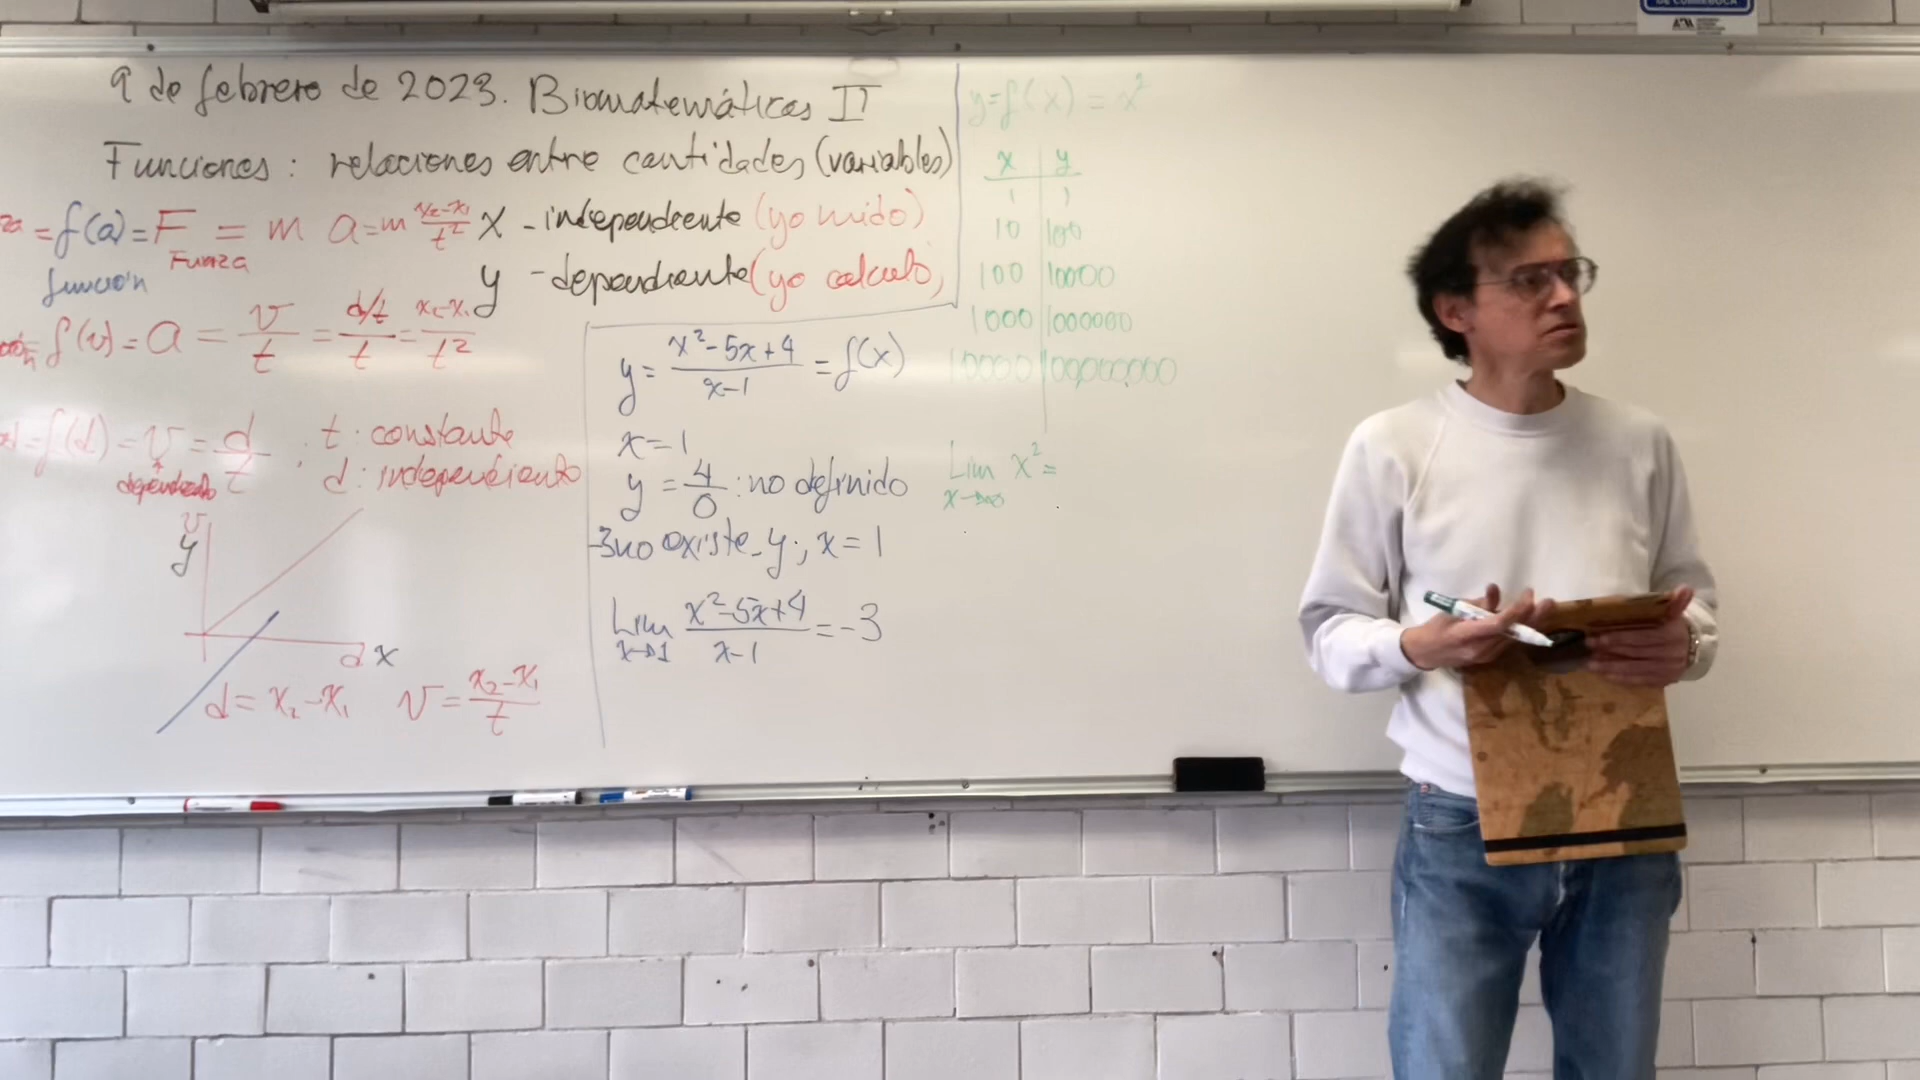 9 de febrero de 2023. Biomatemáticas II
Funciones: relaciones entre cantidades (variables)
za = f(a) = F = m a = m x₂-x₁/t²
función
Fuerza
x - independiente (yo mido)
y - dependiente (yo calculo)
f(v) = a = v/t = d/t/t = x₂-x₁/t²
f(d) = v = d/t ; t: constante
dependiente d: independiente
v
y
d x
d = x₂-x₁ v = x₂-x₁/t
y = x²-5x+4/x-1 = f(x)
x = 1
y = 4/0 : no definido
no existe y; x = 1
Lim x→1 x²-5x+4/x-1 = -3
y = f(x) = x²
x y
1 1
10 100
100 10000
1000 1000000
10000 100000000
Lim x→∞ x² =